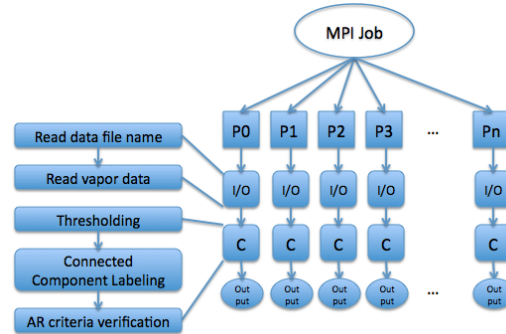 MPI Job
P0 P1 P2 P3 ... Pn
Read data file name
Read vapor data
I/O I/O I/O I/O I/O
Thresholding
C C C C C
Connected
Component Labeling
Out Out Out Out ... Out
put put put put put
AR criteria verification